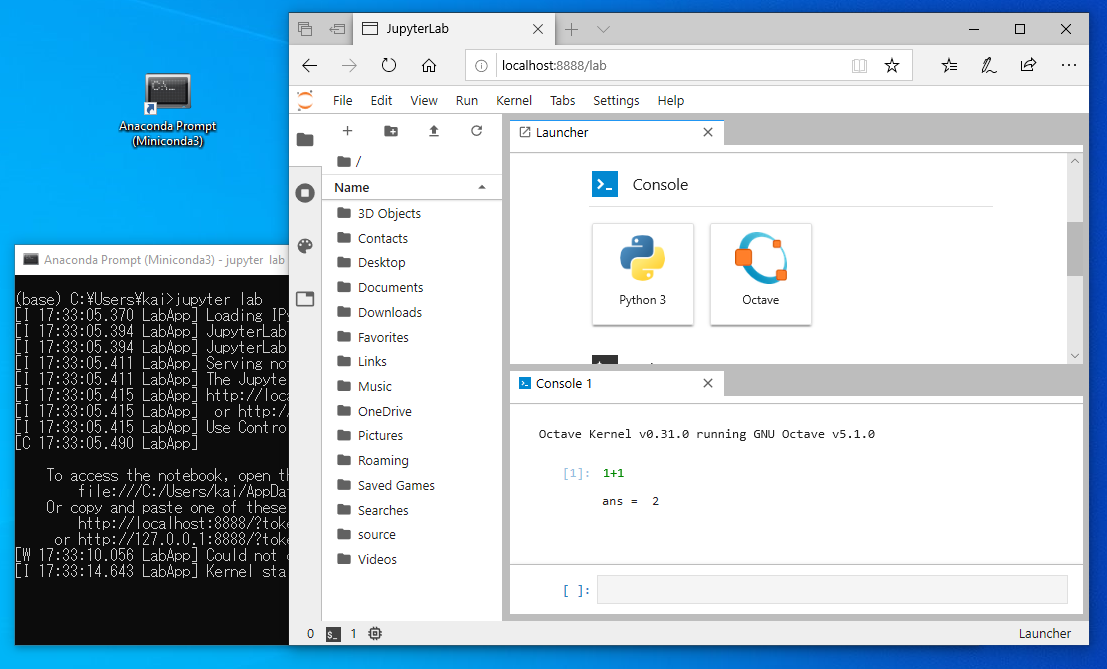 Anaconda Prompt
(Miniconda3)
Anaconda Prompt (Miniconda3) - jupyter lab
(base) C:¥Users¥kai>jupyter lab
[I 17:33:05.370 LabApp] Loading IPy
[I 17:33:05.394 LabApp] JupyterLab
[I 17:33:05.394 LabApp] JupyterLab
[I 17:33:05.411 LabApp] Serving not
[I 17:33:05.411 LabApp] The Jupyte
[I 17:33:05.415 LabApp] http://loca
[I 17:33:05.415 LabApp]  or http:/
[I 17:33:05.415 LabApp] Use Contro
[C 17:33:05.490 LabApp]
To access the notebook, open th
file:///C:/Users/kai/AppDat
Or copy and paste one of these
http://localhost:8888/?toke
or http://127.0.0.1:8888/?toke
[W 17:33:10.056 LabApp] Could not
[I 17:33:14.643 LabApp] Kernel sta
JupyterLab
localhost:8888/lab
File Edit View Run Kernel Tabs Settings Help
/
Name
3D Objects
Contacts
Desktop
Documents
Downloads
Favorites
Links
Music
OneDrive
Pictures
Roaming
Saved Games
Searches
source
Videos
Launcher
Console
Python 3
Octave
Console 1
Octave Kernel v0.31.0 running GNU Octave v5.1.0
[1]: 1+1
ans =  2
[ ]:
0 $_ 1
Launcher